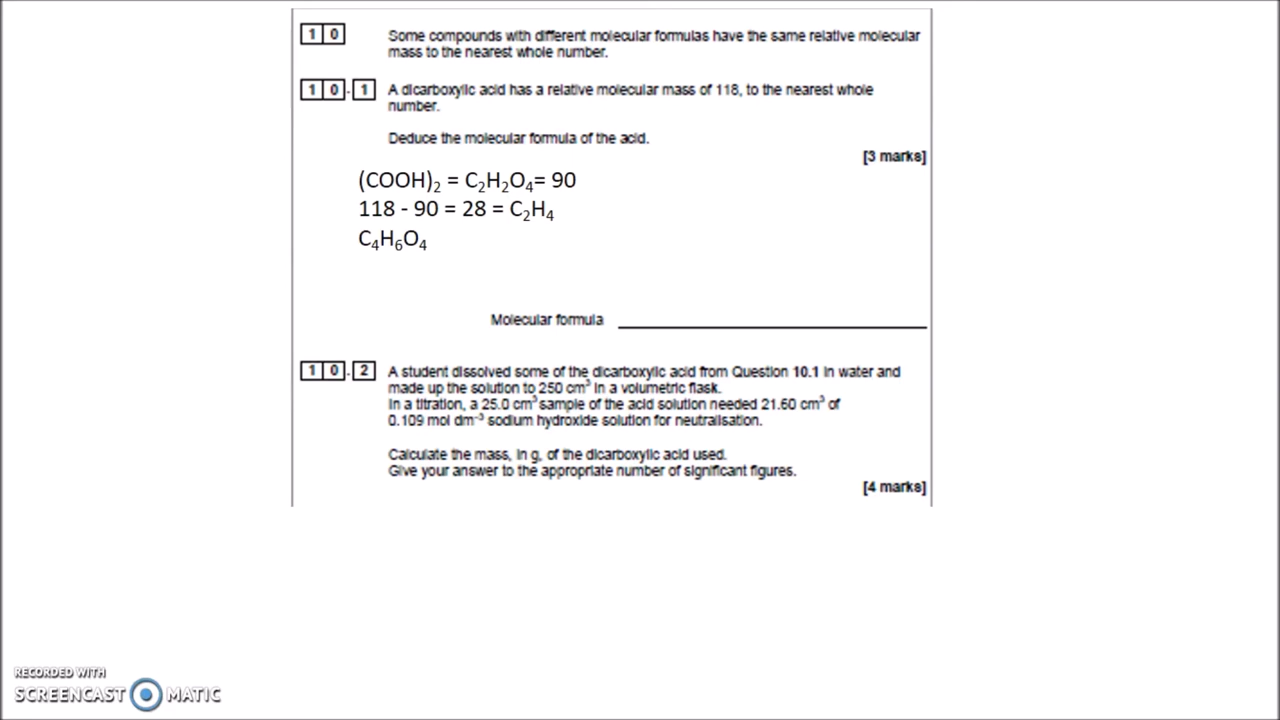 10 Some compounds with different molecular formulas have the same relative molecular
mass to the nearest whole number.
10.1 A dicarboxylic acid has a relative molecular mass of 118, to the nearest whole
number.
Deduce the molecular formula of the acid.
[3 marks]
(COOH)₂ = C₂H₂O₄= 90
118 - 90 = 28 = C₂H₄
C₄H₆O₄
Molecular formula
10.2 A student dissolved some of the dicarboxylic acid from Question 10.1 in water and
made up the solution to 250 cm³ in a volumetric flask.
In a titration, a 25.0 cm³ sample of the acid solution needed 21.60 cm³ of
0.109 mol dm⁻³ sodium hydroxide solution for neutralisation.
Calculate the mass, in g, of the dicarboxylic acid used.
Give your answer to the appropriate number of significant figures.
[4 marks]
RECORDED WITH
SCREENCAST MATIC